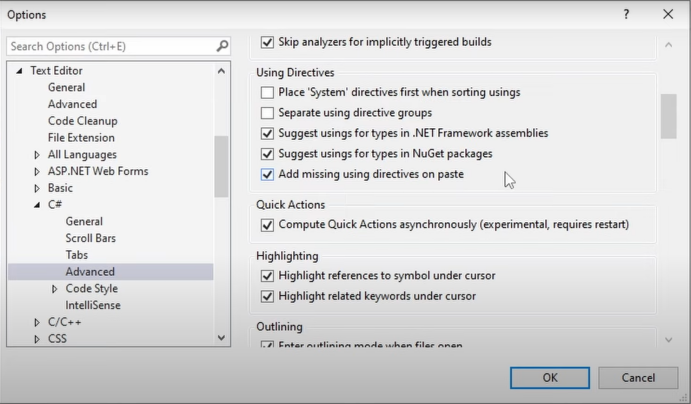 Options
Search Options (Ctrl+E)
Text Editor
General
Advanced
Code Cleanup
File Extension
All Languages
ASP.NET Web Forms
Basic
C#
General
Scroll Bars
Tabs
Advanced
Code Style
IntelliSense
C/C++
CSS
Skip analyzers for implicitly triggered builds
Using Directives
Place 'System' directives first when sorting usings
Separate using directive groups
Suggest usings for types in .NET Framework assemblies
Suggest usings for types in NuGet packages
Add missing using directives on paste
Quick Actions
Compute Quick Actions asynchronously (experimental, requires restart)
Highlighting
Highlight references to symbol under cursor
Highlight related keywords under cursor
Outlining
Enter outlining mode when files open
OK
Cancel